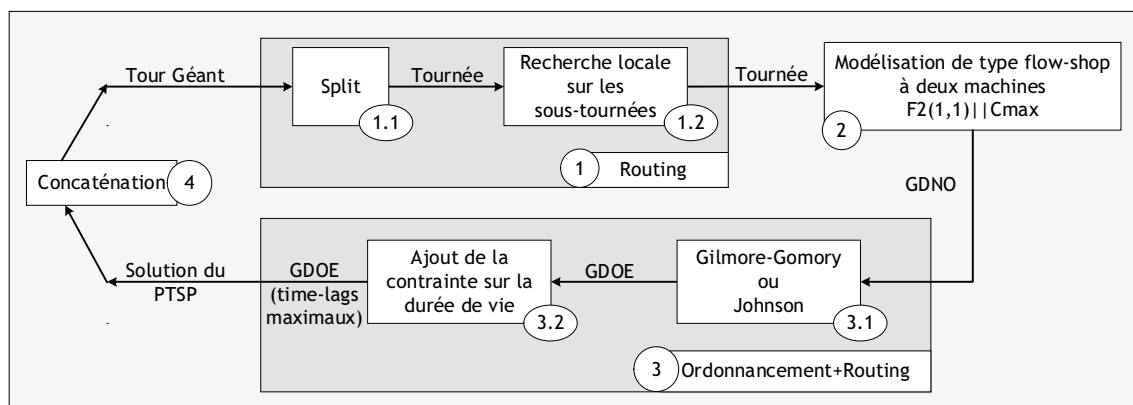 Tour Géant
Split
1.1
Tournée
Recherche locale
sur les
sous-tournées
1.2
Tournée
Modélisation de type flow-shop
à deux machines
F2(1,1)||Cmax
2
1
Routing
Concaténation
4
GDNO
Solution du
PTSP
GDOE
(time-lags
maximaux)
Ajout de la
contrainte sur la
durée de vie
3.2
GDOE
Gilmore-Gomory
ou
Johnson
3.1
3
Ordonnancement+Routing